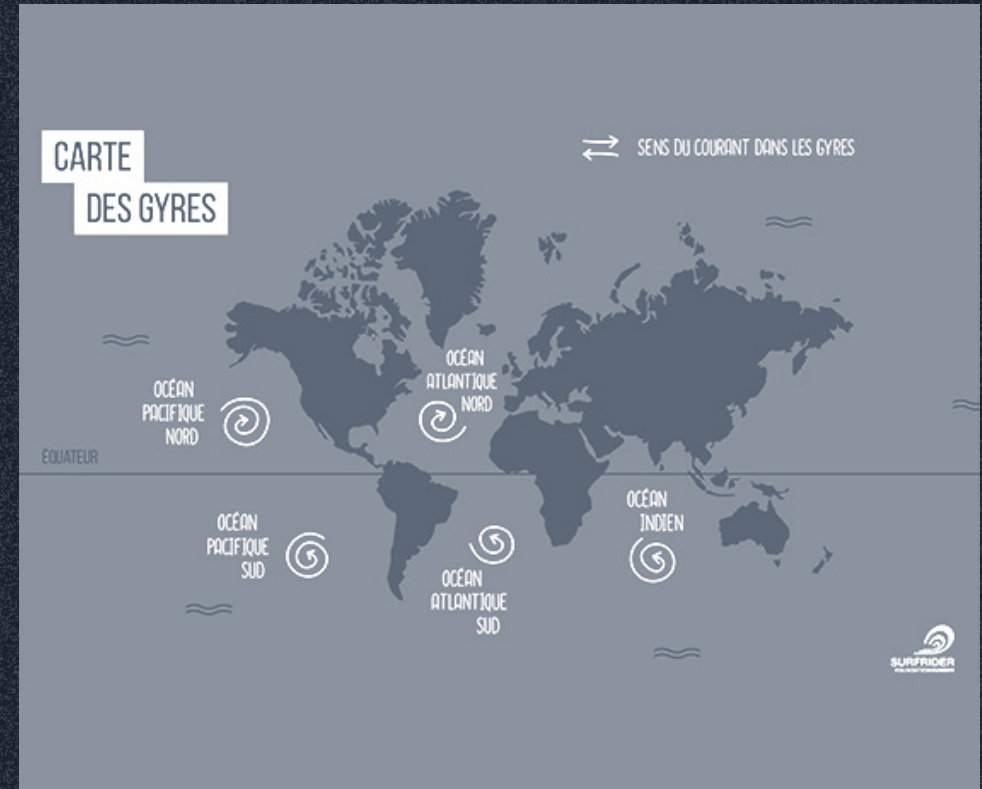 CARTE
DES GYRES
SENS DU COURANT DANS LES GYRES
OCÉAN
ATLANTIQUE
NORD
OCÉAN
PACIFIQUE
NORD
ÉQUATEUR
OCÉAN
INDIEN
OCÉAN
PACIFIQUE
SUD
OCÉAN
ATLANTIQUE
SUD
SURFRIDER